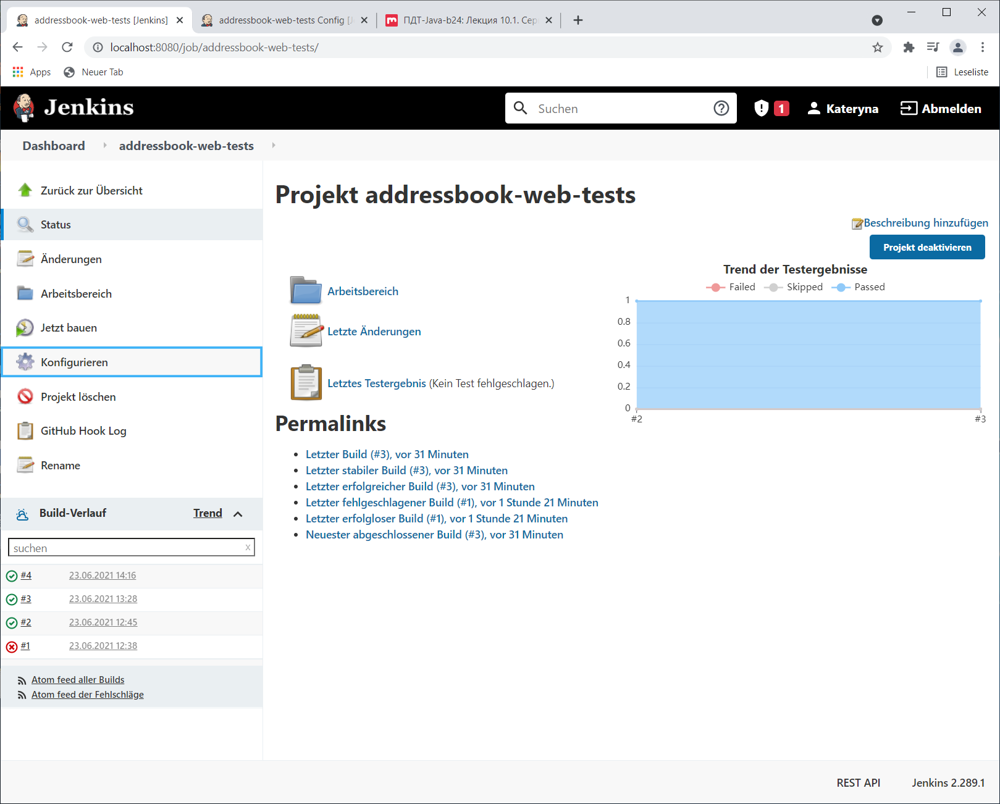 addressbook-web-tests [Jenkins]
addressbook-web-tests Config [J
ПДТ-Java-b24: Лекция 10.1. Сер
localhost:8080/job/addressbook-web-tests/
Apps
Neuer Tab
Leseliste
Jenkins
Suchen
1
Kateryna
Abmelden
Dashboard
addressbook-web-tests
Zurück zur Übersicht
Status
Änderungen
Arbeitsbereich
Jetzt bauen
Konfigurieren
Projekt löschen
GitHub Hook Log
Rename
Build-Verlauf
Trend
suchen
x
#4 23.06.2021 14:16
#3 23.06.2021 13:28
#2 23.06.2021 12:45
#1 23.06.2021 12:38
Atom feed aller Builds
Atom feed der Fehlschläge
Projekt addressbook-web-tests
Beschreibung hinzufügen
Projekt deaktivieren
Arbeitsbereich
Letzte Änderungen
Letztes Testergebnis (Kein Test fehlgeschlagen.)
Trend der Testergebnisse
Failed Skipped Passed
1
0.8
0.6
0.4
0.2
0
#2 #3
Permalinks
Letzter Build (#3), vor 31 Minuten
Letzter stabiler Build (#3), vor 31 Minuten
Letzter erfolgreicher Build (#3), vor 31 Minuten
Letzter fehlgeschlagener Build (#1), vor 1 Stunde 21 Minuten
Letzter erfolgloser Build (#1), vor 1 Stunde 21 Minuten
Neuester abgeschlossener Build (#3), vor 31 Minuten
REST API
Jenkins 2.289.1